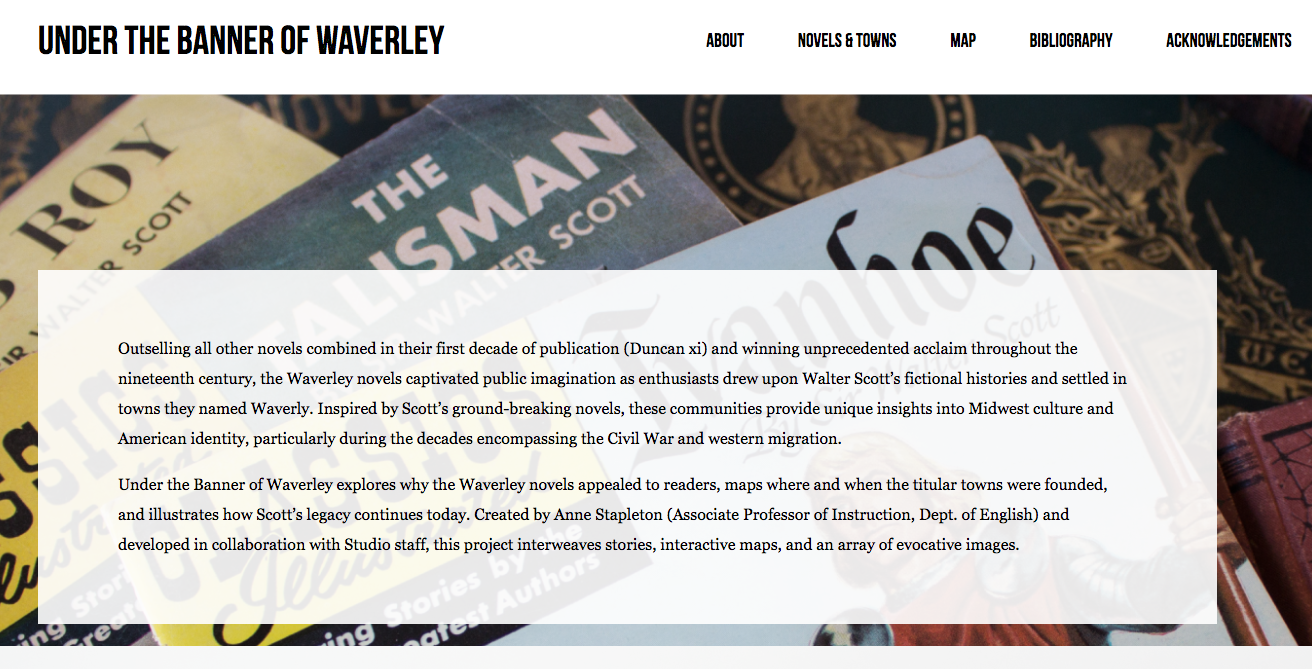 UNDER THE BANNER OF WAVERLEY
ABOUT NOVELS & TOWNS MAP BIBLIOGRAPHY ACKNOWLEDGEMENTS
ROY
WALTER SCOTT
THE
TALISMAN
WALTER SCOTT
Ivanhoe
By Sir Walter Scott
Outselling all other novels combined in their first decade of publication (Duncan xi) and winning unprecedented acclaim throughout the
nineteenth century, the Waverley novels captivated public imagination as enthusiasts drew upon Walter Scott’s fictional histories and settled in
towns they named Waverly. Inspired by Scott’s ground-breaking novels, these communities provide unique insights into Midwest culture and
American identity, particularly during the decades encompassing the Civil War and western migration.
Under the Banner of Waverley explores why the Waverley novels appealed to readers, maps where and when the titular towns were founded,
and illustrates how Scott’s legacy continues today. Created by Anne Stapleton (Associate Professor of Instruction, Dept. of English) and
developed in collaboration with Studio staff, this project interweaves stories, interactive maps, and an array of evocative images.
CLASSICS
Illustrated
Stories by the
Authors